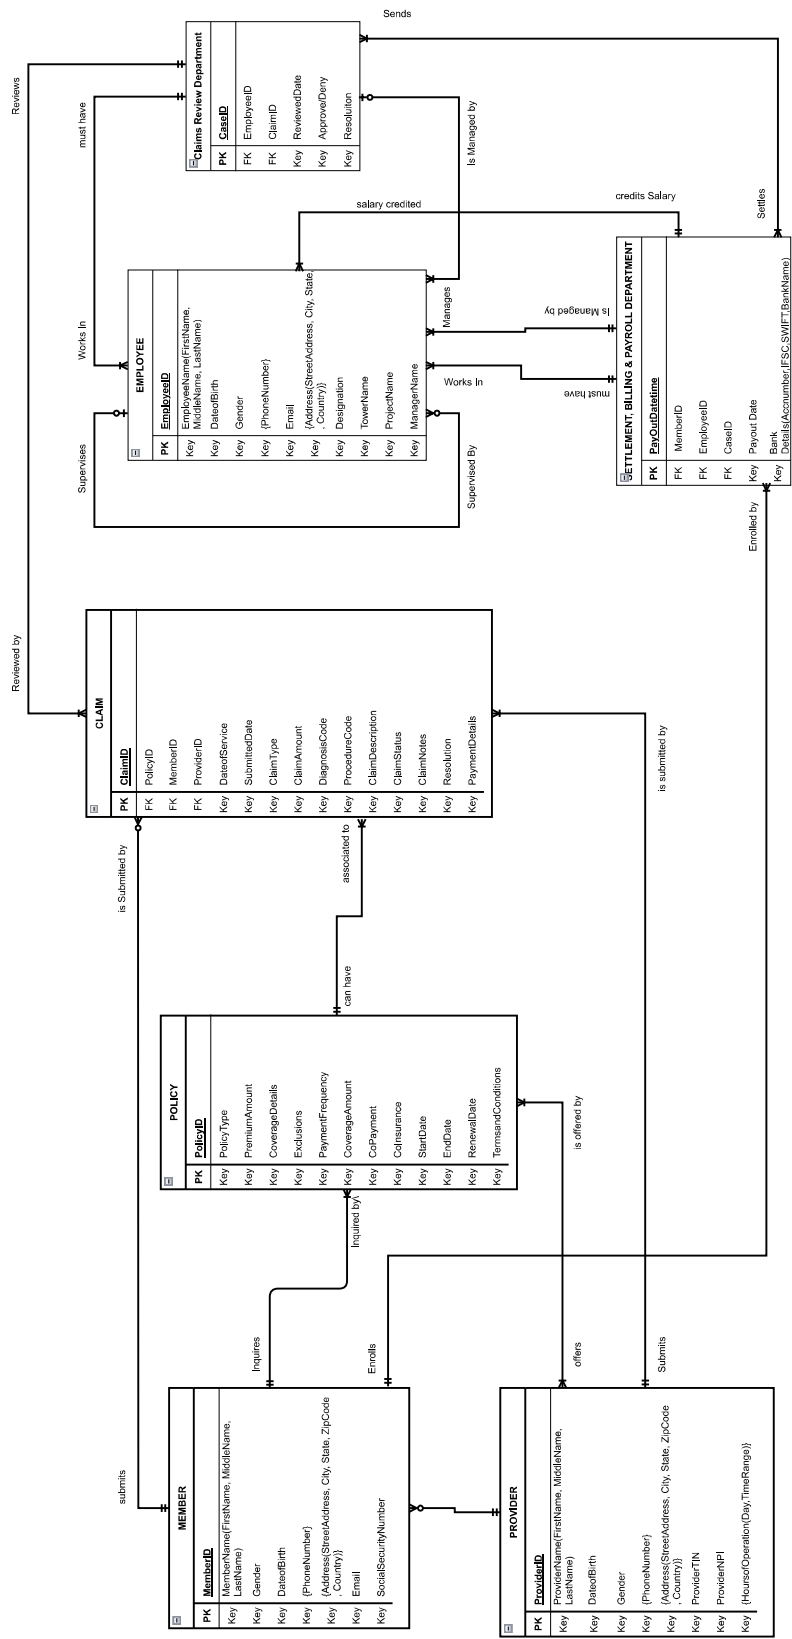 MEMBER
PK MemberID
Key MemberName(FirstName, MiddleName,
LastName)
Key Gender
Key DateofBirth
Key {PhoneNumber}
Key {Address(StreetAddress, City, State, ZipCode
, Country)}
Key Email
Key SocialSecurityNumber
submits
is Submitted by
Inquires
Inquired by\
Enrolls
Enrolled by
PROVIDER
PK ProviderID
Key ProviderName(FirstName, MiddleName,
LastName)
Key DateofBirth
Key Gender
Key {PhoneNumber}
Key {Address(StreetAddress, City, State, ZipCode
, Country)}
Key ProviderTIN
Key ProviderNPI
Key {HoursofOperation(Day,TimeRange)}
offers
is offered by
Submits
is submitted by
POLICY
PK PolicyID
Key PolicyType
Key PremiumAmount
Key CoverageDetails
Key Exclusions
Key PaymentFrequency
Key CoverageAmount
Key CoPayment
Key CoInsurance
Key StartDate
Key EndDate
Key RenewalDate
Key TermsandConditions
can have
associated to
CLAIM
PK ClaimID
FK PolicyID
FK MemberID
FK ProviderID
Key DateofService
Key SubmittedDate
Key ClaimType
Key ClaimAmount
Key DiagnosisCode
Key ProcedureCode
Key ClaimDescription
Key ClaimStatus
Key ClaimNotes
Key Resolution
Key PaymentDetails
Reviewed by
Reviews
EMPLOYEE
PK EmployeeID
Key EmployeeName(FirstName,
MiddleName, LastName)
Key DateofBirth
Key Gender
Key {PhoneNumber}
Key Email
Key {Address(StreetAddress, City, State,
, Country)}
Key Designation
Key TowerName
Key ProjectName
Key ManagerName
Supervises
Supervised By
Works In
must have
Manages
Is Managed by
Works In
must have
Is Managed by
salary credited
credits Salary
Claims Review Department
PK CaseID
FK EmployeeID
FK ClaimID
Key ReviewedDate
Key Approve/Deny
Key Resoluiton
Sends
Settles
SETTLEMENT, BILLING & PAYROLL DEPARTMENT
PK PayOutDatetime
FK MemberID
FK EmployeeID
FK CaseID
Key Payout Date
Key Bank
Details(Accnumber,IFSC,SWIFT,BankName)